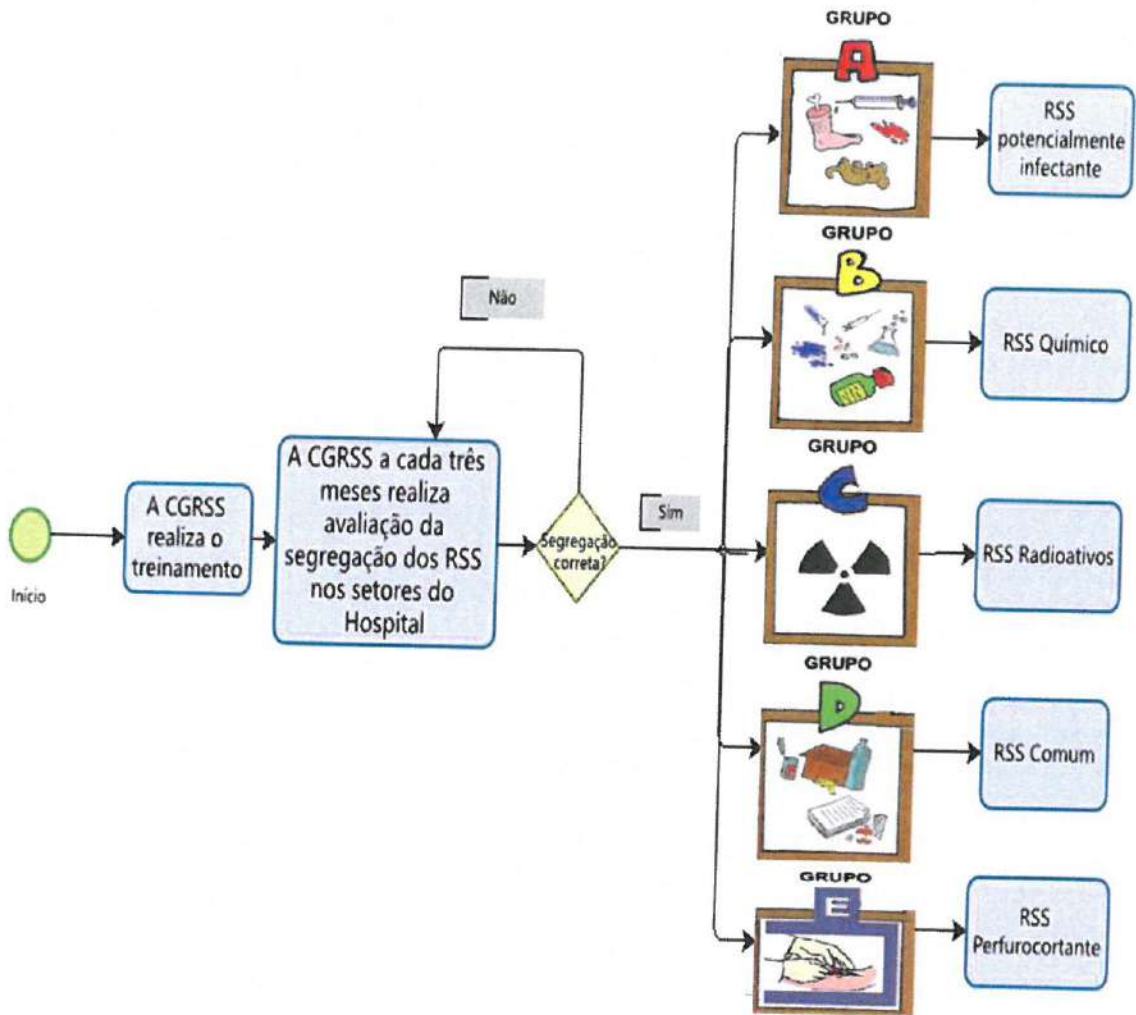 GRUPO
A
RSS
potencialmente
infectante
GRUPO
B
RSS Químico
Não
A CGRSS a cada três
meses realiza
avaliação da
segregação dos RSS
nos setores do
Hospital
A CGRSS
realiza o
treinamento
Início
Segregação
correta?
Sim
GRUPO
C
RSS Radioativos
GRUPO
D
RSS Comum
GRUPO
E
RSS
Perfurocortante